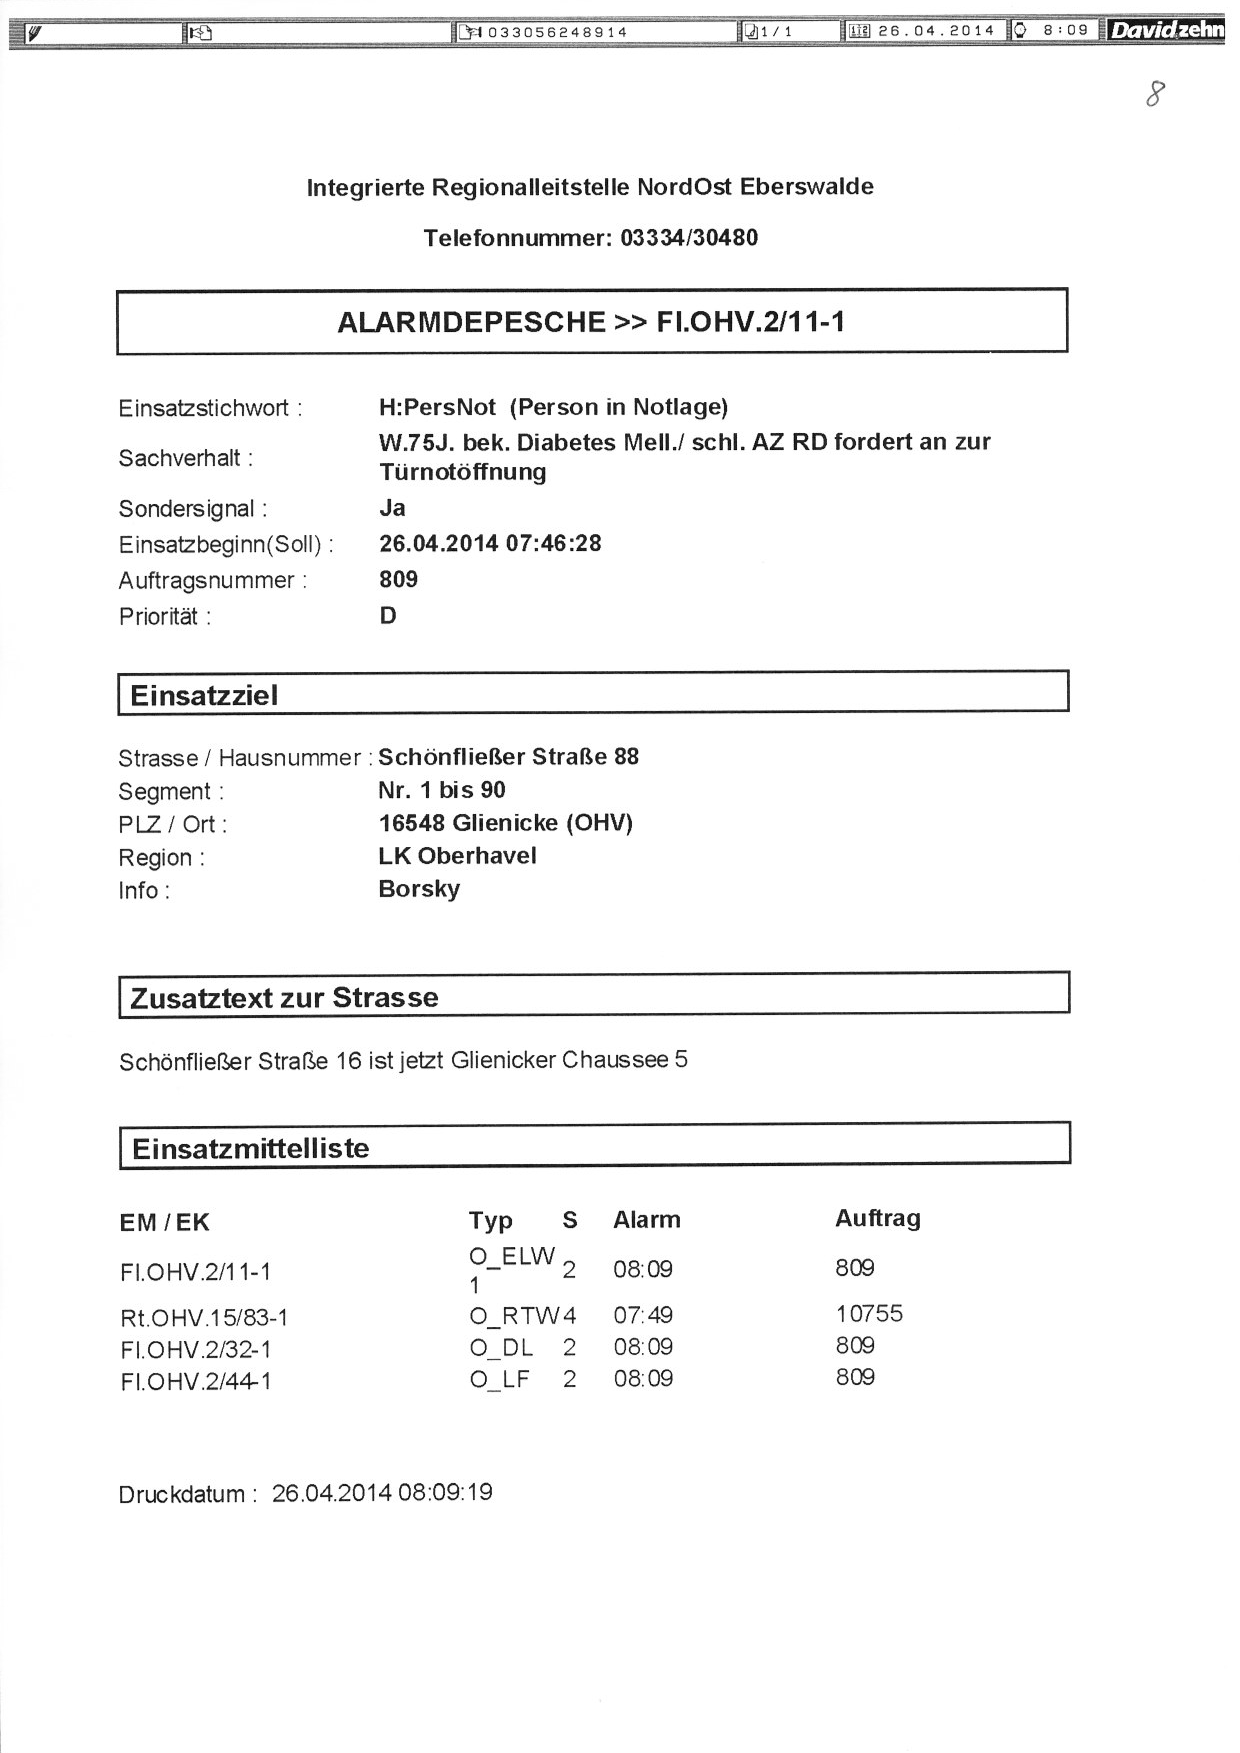 033056248914 1/1 26.04.2014 8:09 Davidzehn
8
Integrierte Regionalleitstelle NordOst Eberswalde
Telefonnummer: 03334/30480
ALARMDEPESCHE >> Fl.OHV.2/11-1
Einsatzstichwort : H:PersNot (Person in Notlage)
Sachverhalt : W.75J. bek. Diabetes Mell./ schl. AZ RD fordert an zur
Türnotöffnung
Sondersignal : Ja
Einsatzbeginn(Soll) : 26.04.2014 07:46:28
Auftragsnummer : 809
Priorität : D
Einsatzziel
Strasse / Hausnummer : Schönfließer Straße 88
Segment : Nr. 1 bis 90
PLZ / Ort : 16548 Glienicke (OHV)
Region : LK Oberhavel
Info : Borsky
Zusatztext zur Strasse
Schönfließer Straße 16 ist jetzt Glienicker Chaussee 5
Einsatzmittelliste
EM / EK Typ S Alarm Auftrag
Fl.OHV.2/11-1 O_ELW 2 08:09 809
1
Rt.OHV.15/83-1 O_RTW 4 07:49 10755
Fl.OHV.2/32-1 O_DL 2 08:09 809
Fl.OHV.2/44-1 O_LF 2 08:09 809
Druckdatum : 26.04.2014 08:09:19